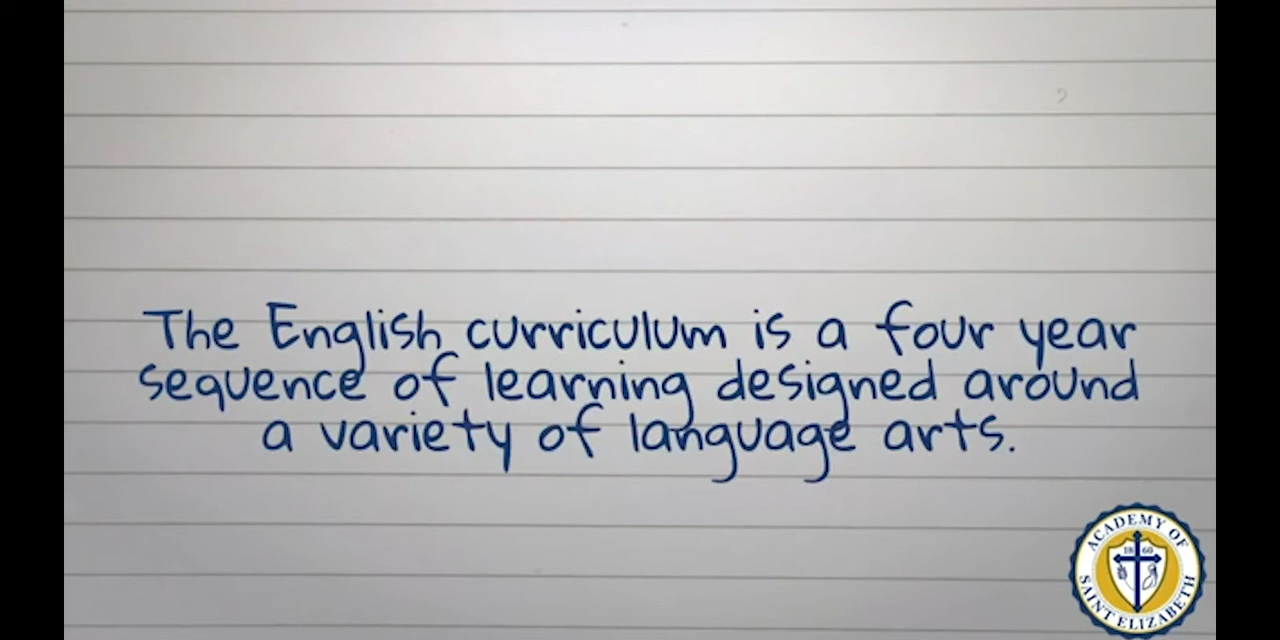 The English curriculum is a four year
sequence of learning designed around
a variety of language arts.
ACADEMY OF
18 60
SAINT ELIZABETH